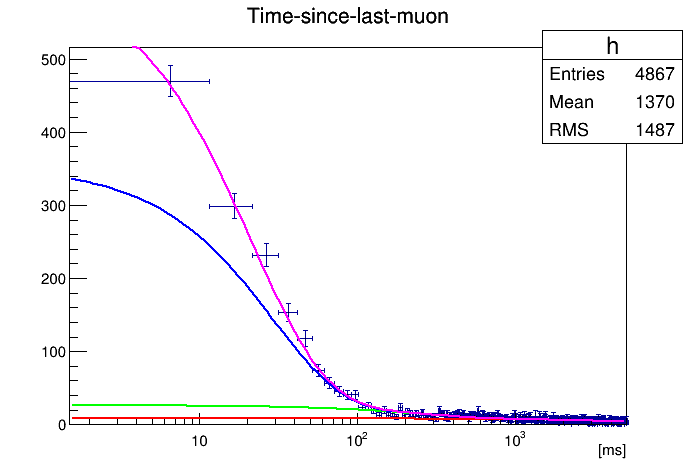 Time-since-last-muon
h
Entries 4867
Mean 1370
RMS 1487
500
400
300
200
100
0
10
10²
10³
[ms]